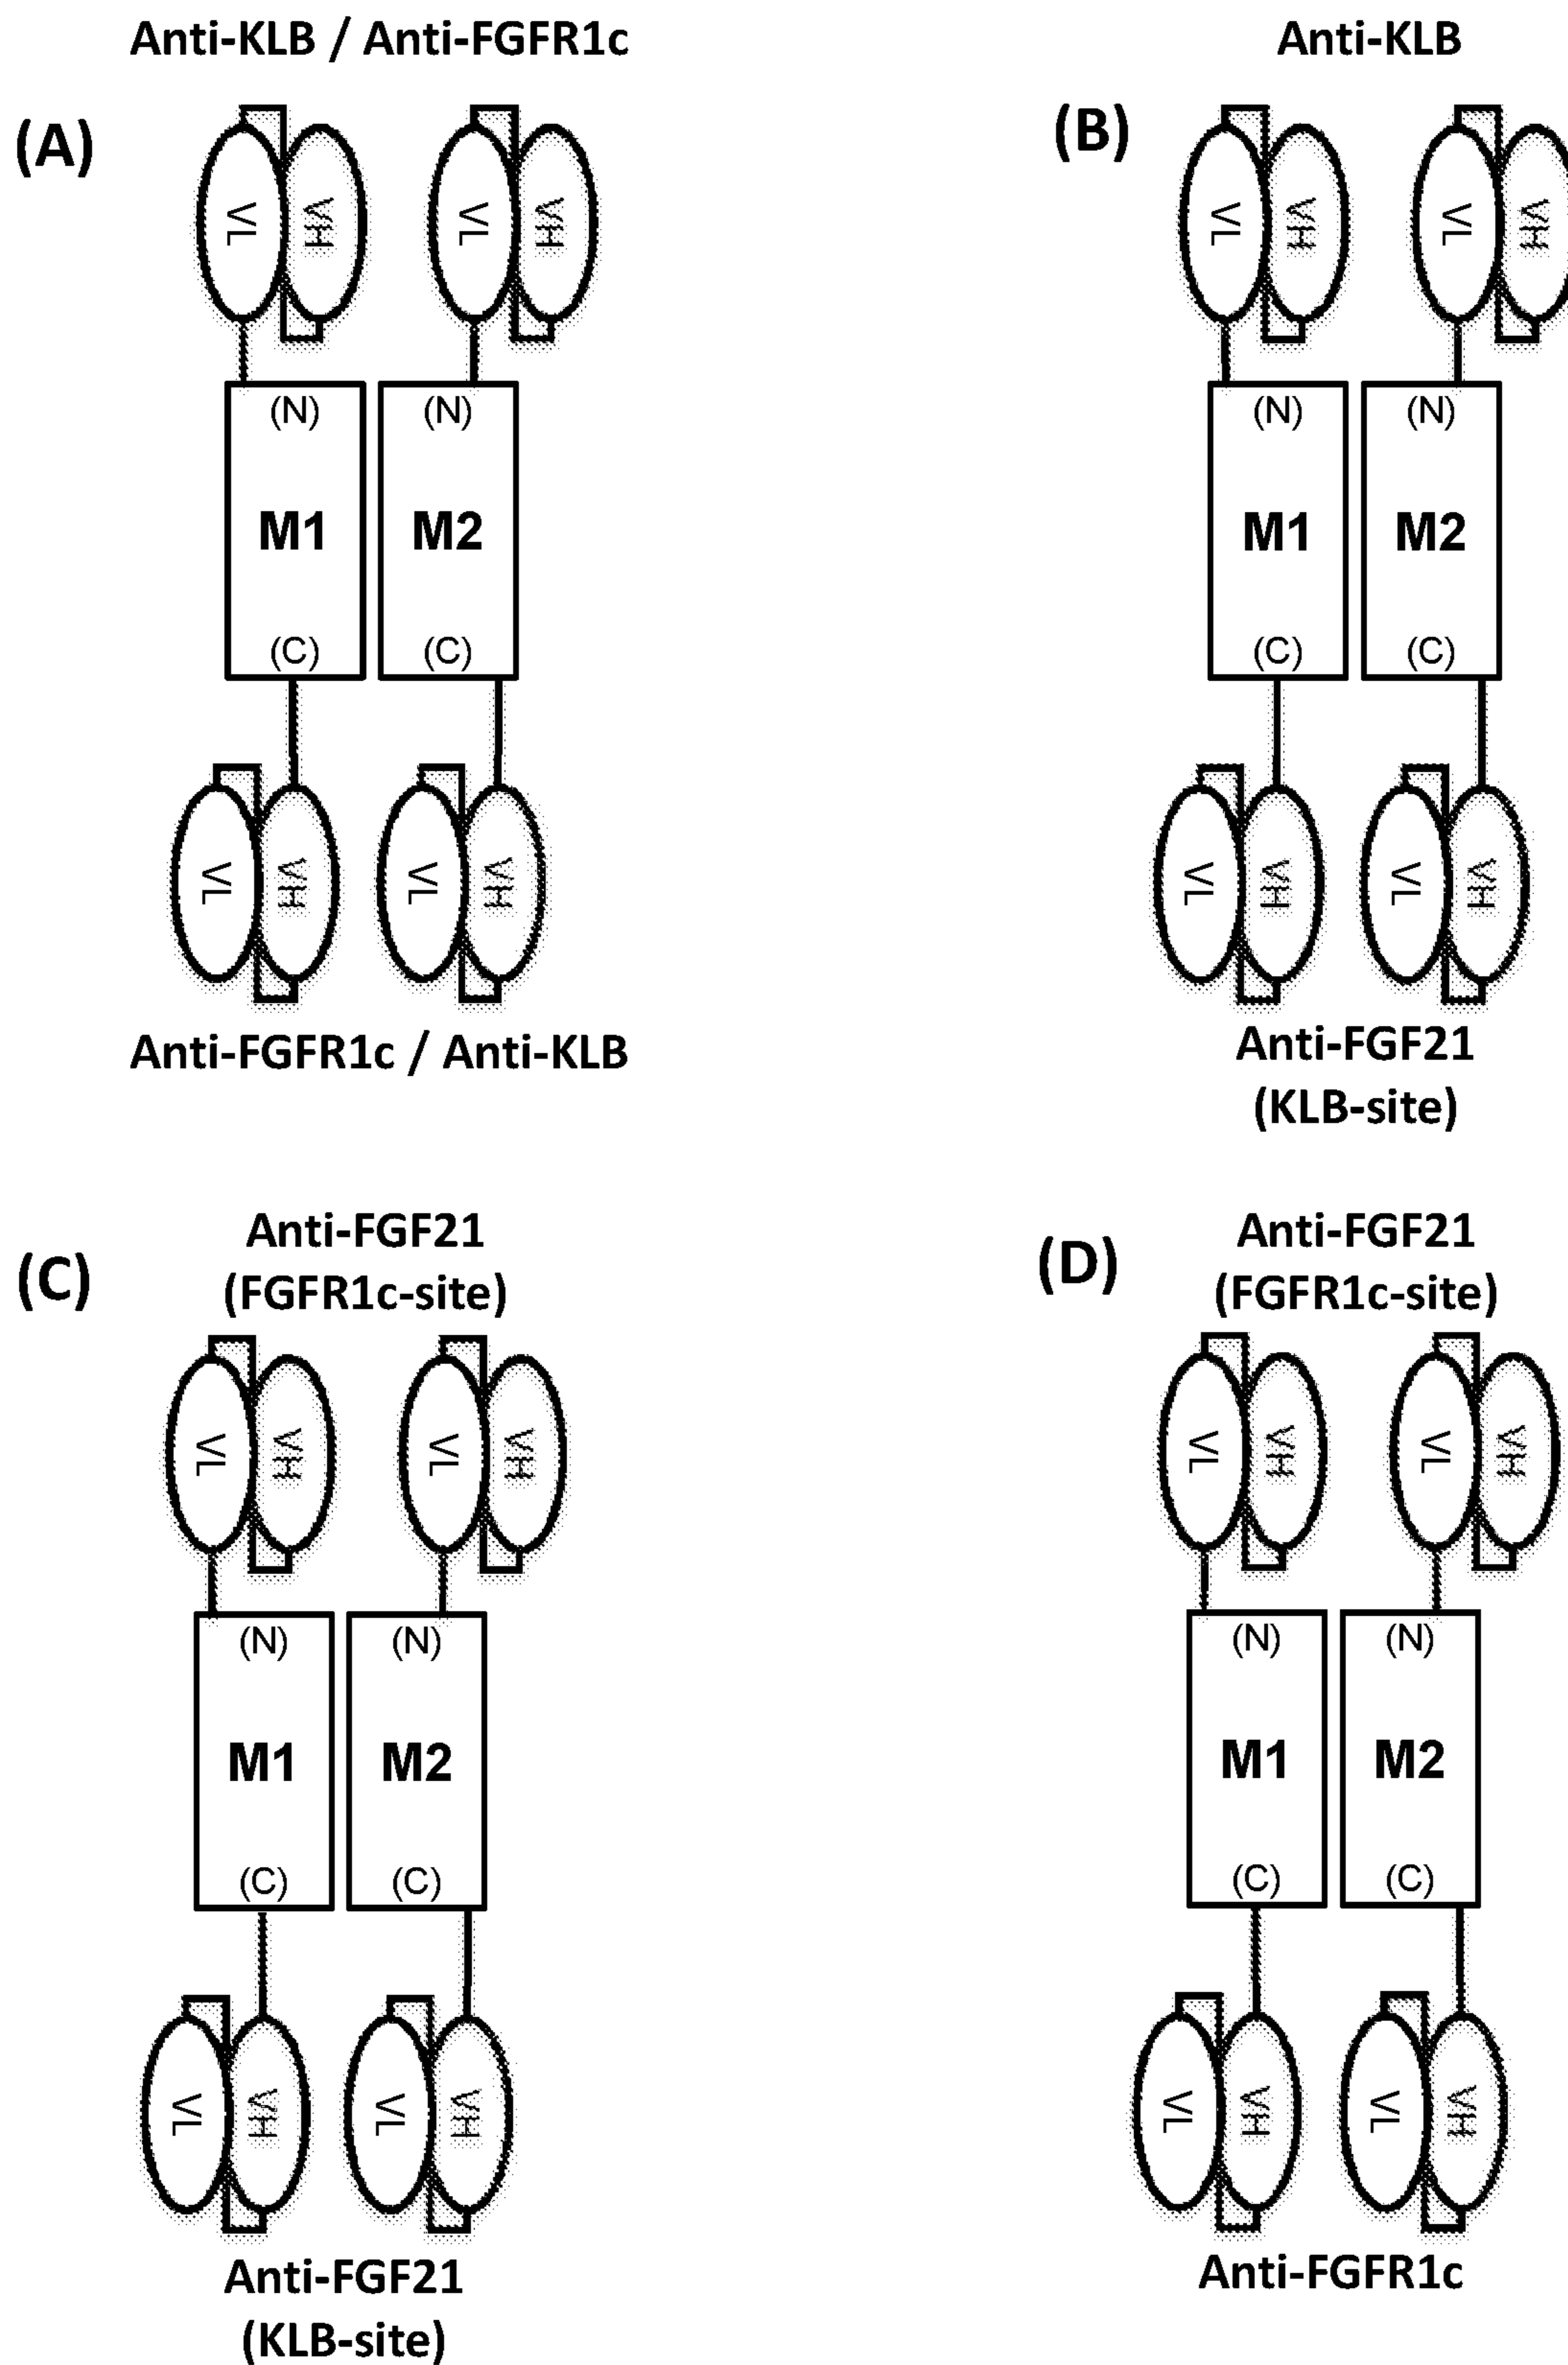 Anti-KLB / Anti-FGFR1c
(A)
VL VH VL VH
(N) (N)
M1 M2
(C) (C)
VL VH VL VH
Anti-FGFR1c / Anti-KLB
Anti-KLB
(B)
VL VH VL VH
(N) (N)
M1 M2
(C) (C)
VL VH VL VH
Anti-FGF21
(KLB-site)
Anti-FGF21
(FGFR1c-site)
(C)
VL VH VL VH
(N) (N)
M1 M2
(C) (C)
VL VH VL VH
Anti-FGF21
(KLB-site)
Anti-FGF21
(FGFR1c-site)
(D)
VL VH VL VH
(N) (N)
M1 M2
(C) (C)
VL VH VL VH
Anti-FGFR1c